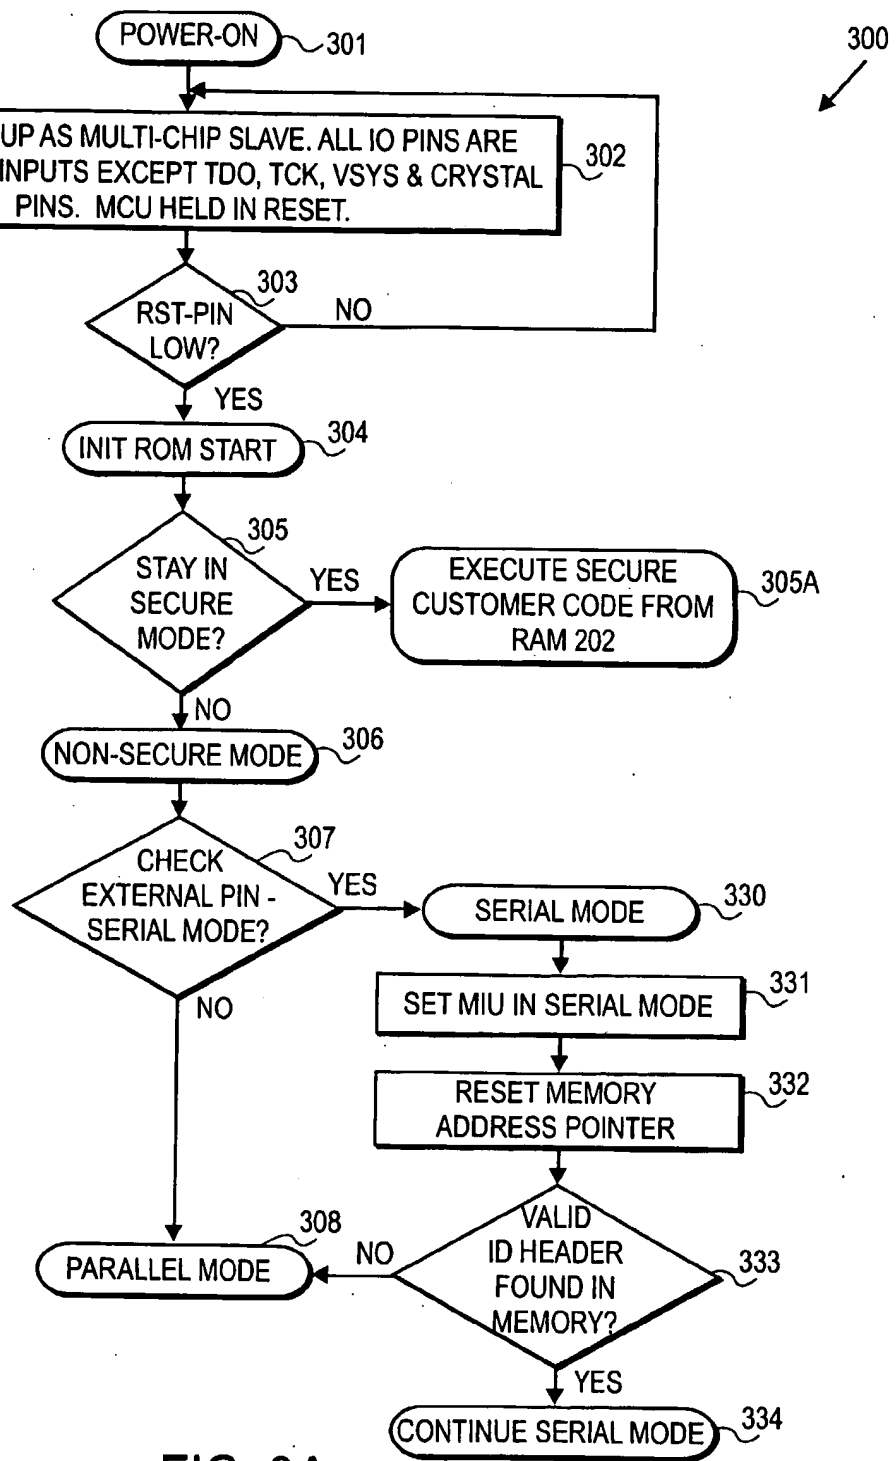 POWER-ON
301
300
UP AS MULTI-CHIP SLAVE. ALL IO PINS ARE
INPUTS EXCEPT TDO, TCK, VSYS & CRYSTAL
PINS. MCU HELD IN RESET.
302
303
RST-PIN
LOW?
NO
YES
INIT ROM START
304
305
STAY IN
SECURE
MODE?
YES
EXECUTE SECURE
CUSTOMER CODE FROM
RAM 202
305A
NO
NON-SECURE MODE
306
307
CHECK
EXTERNAL PIN -
SERIAL MODE?
YES
SERIAL MODE
330
NO
SET MIU IN SERIAL MODE
331
RESET MEMORY
ADDRESS POINTER
332
308
PARALLEL MODE
NO
VALID
ID HEADER
FOUND IN
MEMORY?
333
YES
CONTINUE SERIAL MODE
334